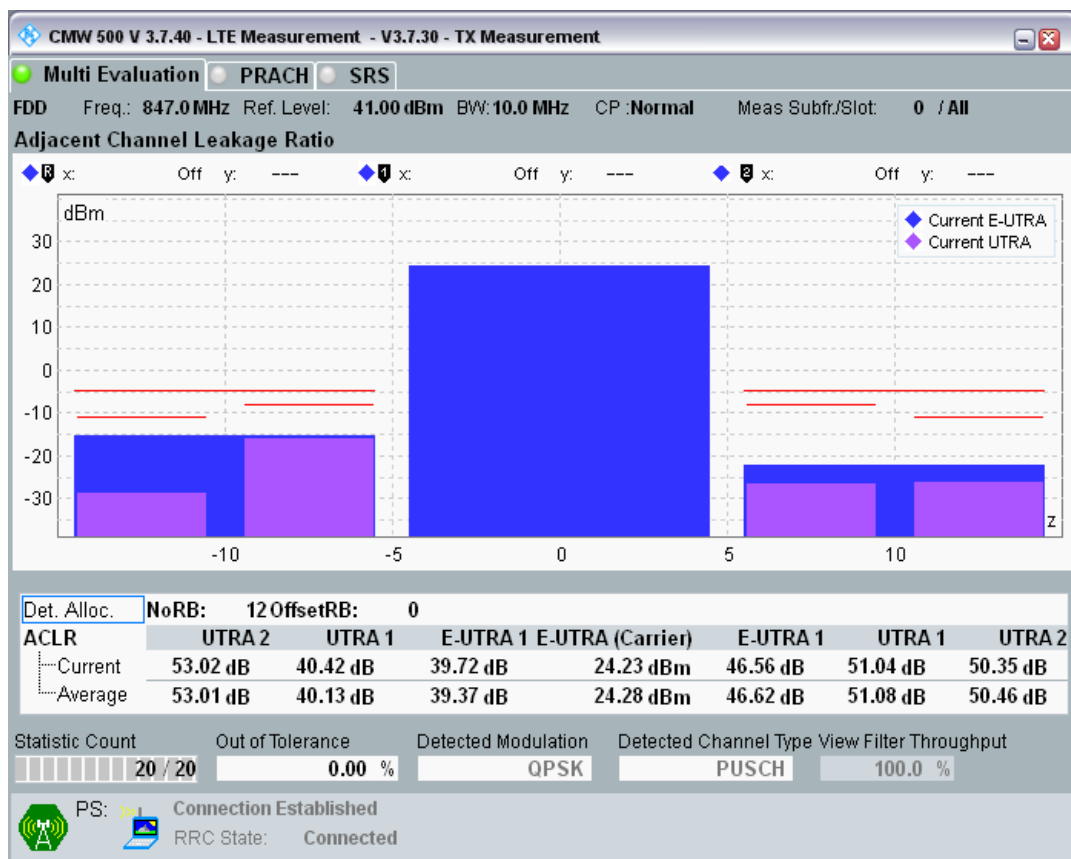 CMW 500 V 3.7.40 - LTE Measurement - V3.7.30 - TX Measurement
Multi Evaluation PRACH SRS
FDD Freq.: 847.0 MHz Ref. Level: 41.00 dBm BW: 10.0 MHz CP :Normal Meas Subfr./Slot: 0 / All
Adjacent Channel Leakage Ratio
R x: Off y: --- 1 x: Off y: --- 2 x: Off y: ---
dBm
Current E-UTRA
Current UTRA
30
20
10
0
-10
-20
-30
z
-10 -5 0 5 10
Det. Alloc. NoRB: 12 OffsetRB: 0
ACLR UTRA 2 UTRA 1 E-UTRA 1 E-UTRA (Carrier) E-UTRA 1 UTRA 1 UTRA 2
Current 53.02 dB 40.42 dB 39.72 dB 24.23 dBm 46.56 dB 51.04 dB 50.35 dB
Average 53.01 dB 40.13 dB 39.37 dB 24.28 dBm 46.62 dB 51.08 dB 50.46 dB
Statistic Count Out of Tolerance Detected Modulation Detected Channel Type View Filter Throughput
20 / 20 0.00 % QPSK PUSCH 100.0 %
PS: Connection Established
RRC State: Connected